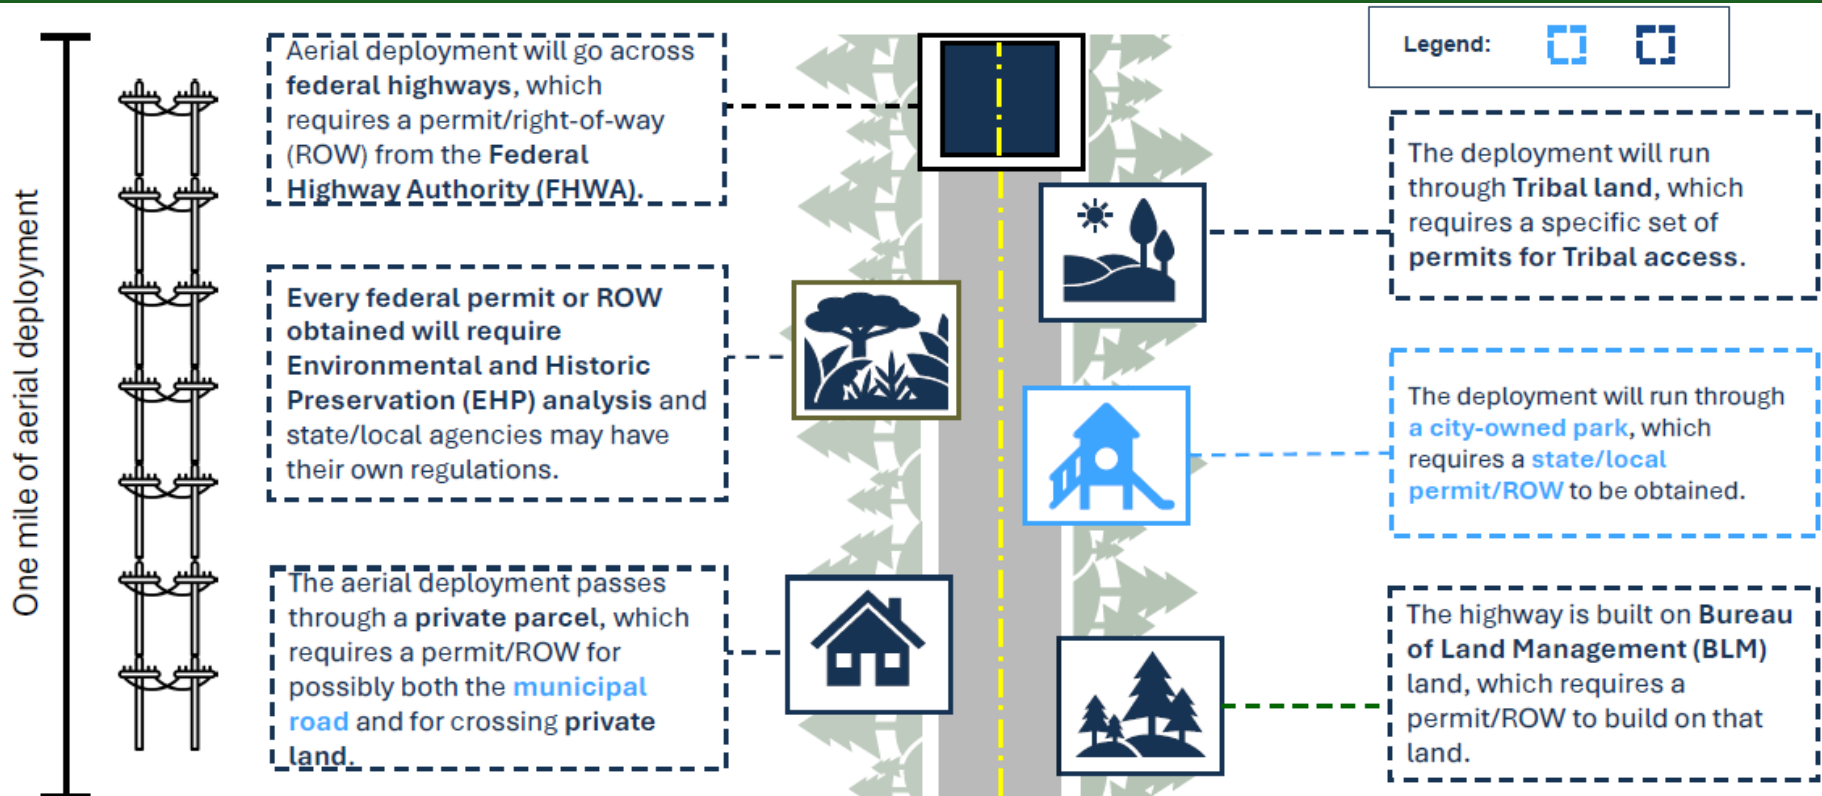 One mile of aerial deployment
Aerial deployment will go across
federal highways, which
requires a permit/right-of-way
(ROW) from the Federal
Highway Authority (FHWA).
Every federal permit or ROW
obtained will require
Environmental and Historic
Preservation (EHP) analysis and
state/local agencies may have
their own regulations.
The aerial deployment passes
through a private parcel, which
requires a permit/ROW for
possibly both the municipal
road and for crossing private
land.
Legend:
The deployment will run
through Tribal land, which
requires a specific set of
permits for Tribal access.
The deployment will run through
a city-owned park, which
requires a state/local
permit/ROW to be obtained.
The highway is built on Bureau
of Land Management (BLM)
land, which requires a
permit/ROW to build on that
land.